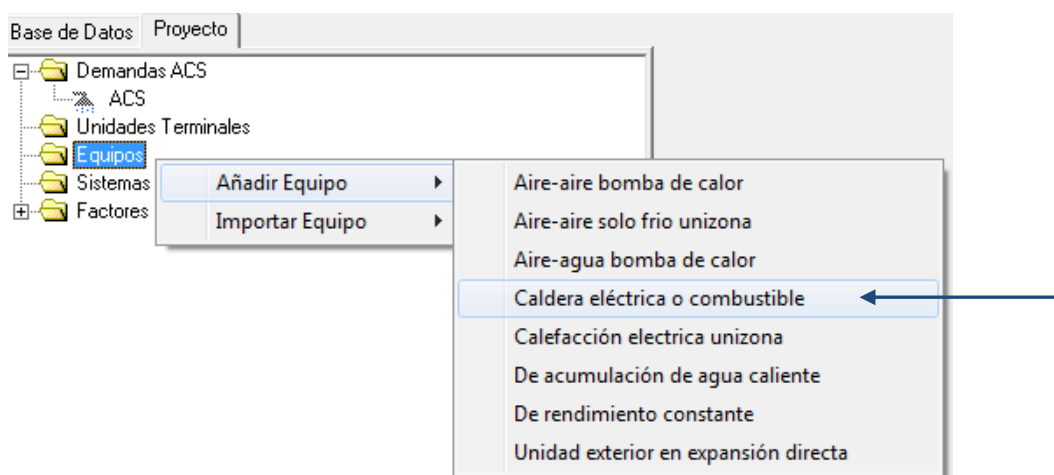 Base de Datos Proyecto
Demandas ACS
ACS
Unidades Terminales
Equipos
Sistemas
Factores
Añadir Equipo
Importar Equipo
Aire-aire bomba de calor
Aire-aire solo frio unizona
Aire-agua bomba de calor
Caldera eléctrica o combustible
Calefacción electrica unizona
De acumulación de agua caliente
De rendimiento constante
Unidad exterior en expansión directa